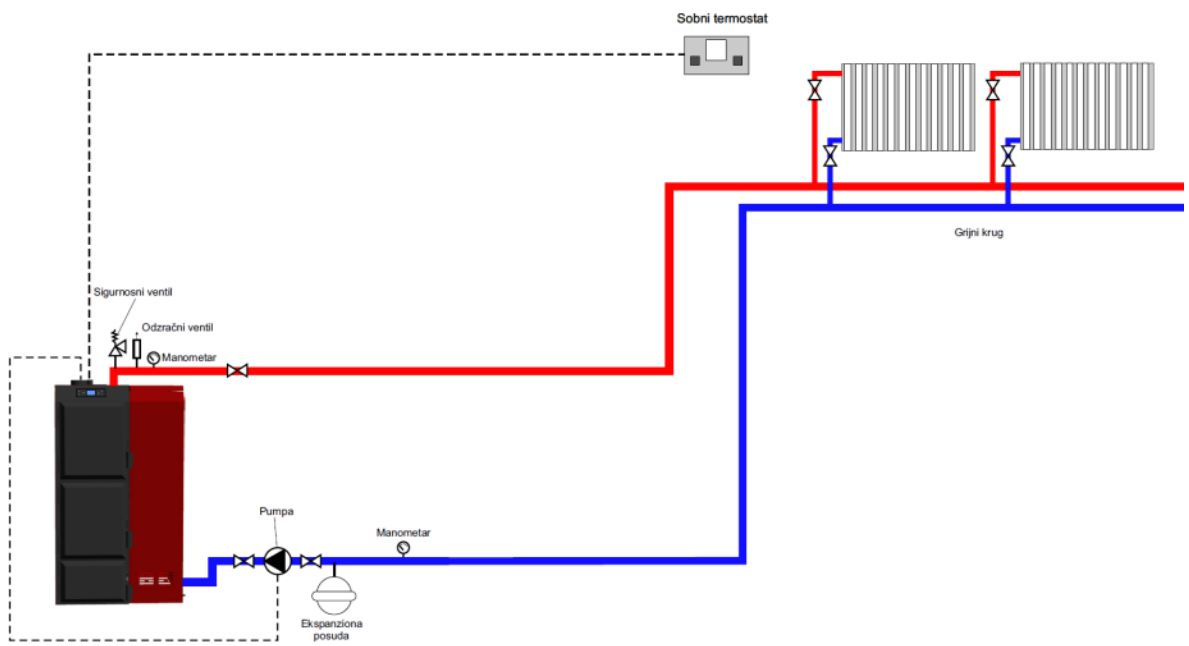 Sobni termostat
Grijni krug
Sigurnosni ventil
Odzračni ventil
Manometar
Pumpa
Manometar
Ekspanziona
posuda